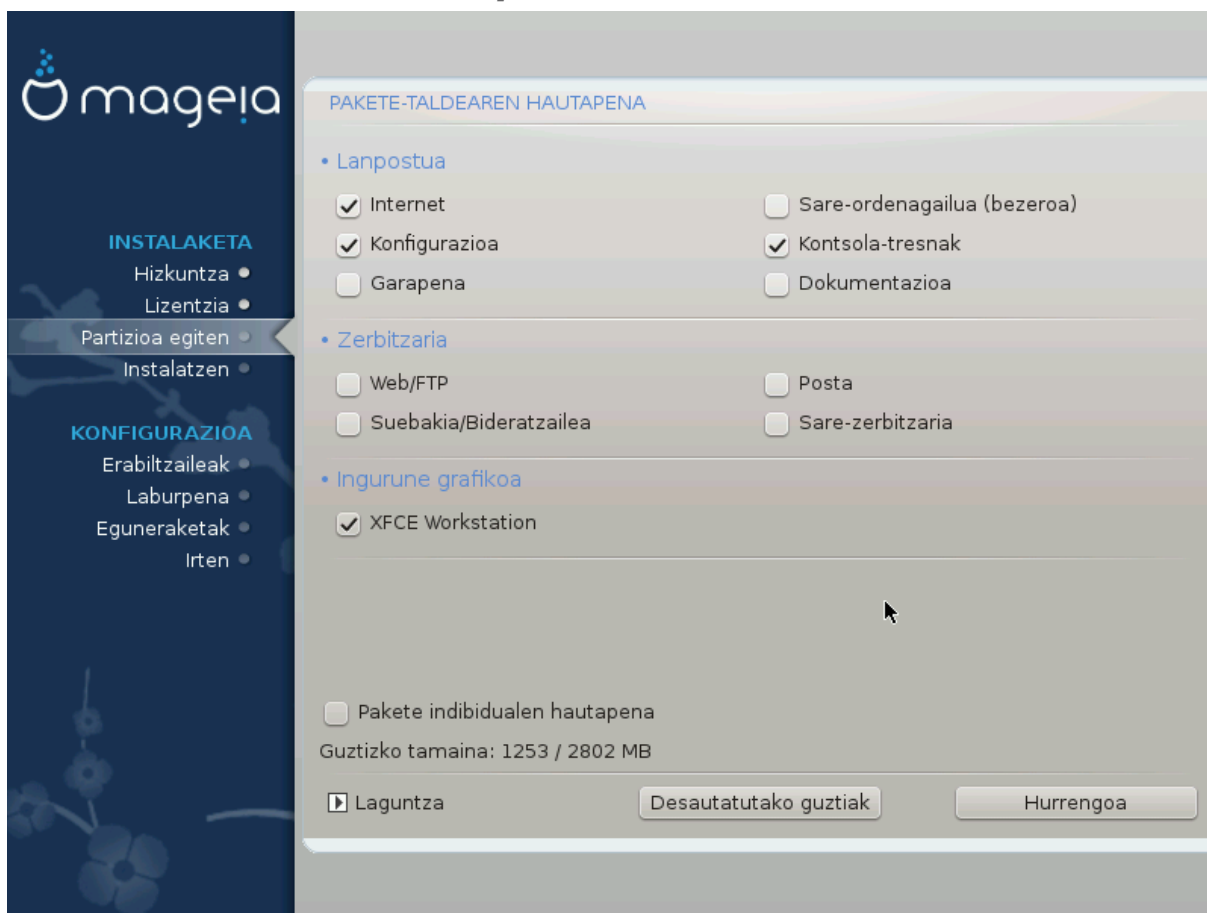 mageia
INSTALAKETA
Hizkuntza
Lizentzia
Partizioa egiten
Instalatzen
KONFIGURAZIOA
Erabiltzaileak
Laburpena
Eguneraketak
Irten
PAKETE-TALDEAREN HAUTAPENA
• Lanpostua
Internet
Sare-ordenagailua (bezeroa)
Konfigurazioa
Kontsola-tresnak
Garapena
Dokumentazioa
• Zerbitzaria
Web/FTP
Posta
Suebakia/Bideratzailea
Sare-zerbitzaria
• Ingurune grafikoa
XFCE Workstation
Pakete indibidualen hautapena
Guztizko tamaina: 1253 / 2802 MB
Laguntza
Desautatutako guztiak
Hurrengoa